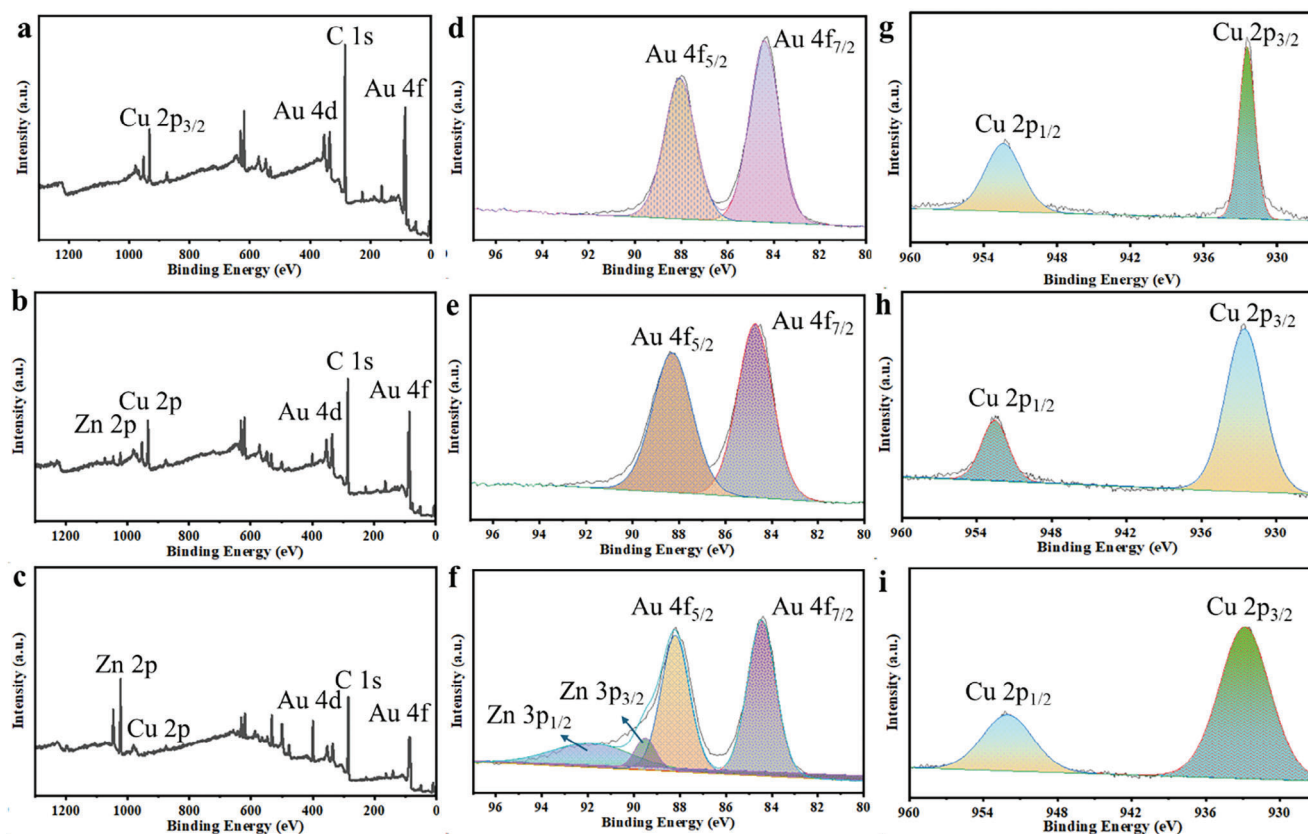 a
C 1s
Au 4f
Au 4d
Cu 2p3/2
Intensity (a.u.)
1200 1000 800 600 400 200 0
Binding Energy (eV)
d
Au 4f7/2
Au 4f5/2
Intensity (a.u.)
96 94 92 90 88 86 84 82 80
Binding Energy (eV)
g
Cu 2p3/2
Cu 2p1/2
Intensity (a.u.)
960 954 948 942 936 930
Binding Energy (eV)
b
C 1s
Au 4f
Cu 2p
Au 4d
Zn 2p
Intensity (a.u.)
1200 1000 800 600 400 200 0
Binding Energy (eV)
e
Au 4f7/2
Au 4f5/2
Intensity (a.u.)
96 94 92 90 88 86 84 82 80
Binding Energy (eV)
h
Cu 2p3/2
Cu 2p1/2
Intensity (a.u.)
960 954 948 942 936 930
Binding Energy (eV)
c
Zn 2p
C 1s
Au 4d
Au 4f
Cu 2p
Intensity (a.u.)
1200 1000 800 600 400 200 0
Binding Energy (eV)
f
Au 4f5/2
Au 4f7/2
Zn 3p3/2
Zn 3p1/2
Intensity (a.u.)
96 94 92 90 88 86 84 82 80
Binding Energy (eV)
i
Cu 2p3/2
Cu 2p1/2
Intensity (a.u.)
960 954 948 942 936 930
Binding Energy (eV)